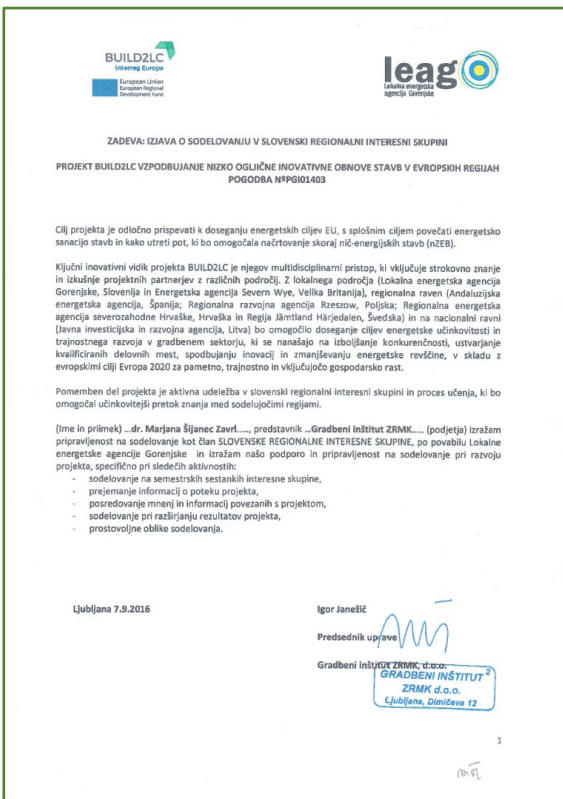 BUILD2LC
Interreg Europe
European Union
European Regional
Development Fund
leag
Lokalna energetska
agencija Gorenjske
ZADEVA: IZJAVA O SODELOVANJU V SLOVENSKI REGIONALNI INTERESNI SKUPINI
PROJEKT BUILD2LC VZPODBUJANJE NIZKO OGLJIČNE INOVATIVNE OBNOVE STAVB V EVROPSKIH REGIJAH
POGODBA NºPGI01403
Cilj projekta je odločno prispevati k doseganju energetskih ciljev EU, s splošnim ciljem povečati energetsko
sanacijo stavb in kako utreti pot, ki bo omogočala načrtovanje skoraj nič-energijskih stavb (nZEB).
Ključni inovativni vidik projekta BUILD2LC je njegov multidisciplinarni pristop, ki vključuje strokovno znanje
in izkušnje projektnih partnerjev z različnih področij. Z lokalnega področja (Lokalna energetska agencija
Gorenjske, Slovenija in Energetska agencija Severn Wye, Velika Britanija), regionalna raven (Andaluzijska
energetska agencija, Španija; Regionalna razvojna agencija Rzeszow, Poljska; Regionalna energetska
agencija severozahodne Hrvaške, Hrvaška in Regija Jämtland Härjedalen, Švedska) in na nacionalni ravni
(Javna investicijska in razvojna agencija, Litva) bo omogočilo doseganje ciljev energetske učinkovitosti in
trajnostnega razvoja v gradbenem sektorju, ki se nanašajo na izboljšanje konkurenčnosti, ustvarjanje
kvalificiranih delovnih mest, spodbujanju inovacij in zmanjševanju energetske revščine, v skladu z
evropskimi cilji Evropa 2020 za pametno, trajnostno in vključujočo gospodarsko rast.
Pomemben del projekta je aktivna udeležba v slovenski regionalni interesni skupini in proces učenja, ki bo
omogočal učinkovitejši pretok znanja med sodelujočimi regijami.
(Ime in priimek) ...dr. Marjana Šijanec Zavrl....., predstavnik ...Gradbeni Inštitut ZRMK..... (podjetja) izražam
pripravljenost na sodelovanje kot član SLOVENSKE REGIONALNE INTERESNE SKUPINE, po povabilu Lokalne
energetske agencije Gorenjske in izražam našo podporo in pripravljenost na sodelovanje pri razvoju
projekta, specifično pri sledečih aktivnostih:
- sodelovanje na semestrskih sestankih interesne skupine,
- prejemanje informacij o poteku projekta,
- posredovanje mnenj in informacij povezanih s projektom,
- sodelovanje pri razširjanju rezultatov projekta,
- prostovoljne oblike sodelovanja.
Ljubljana 7.9.2016
Igor Janežič
Predsednik uprave
Gradbeni inštitut ZRMK, d.o.o.
GRADBENI INŠTITUT 2
ZRMK d.o.o.
Ljubljana, Dimičeva 12
1